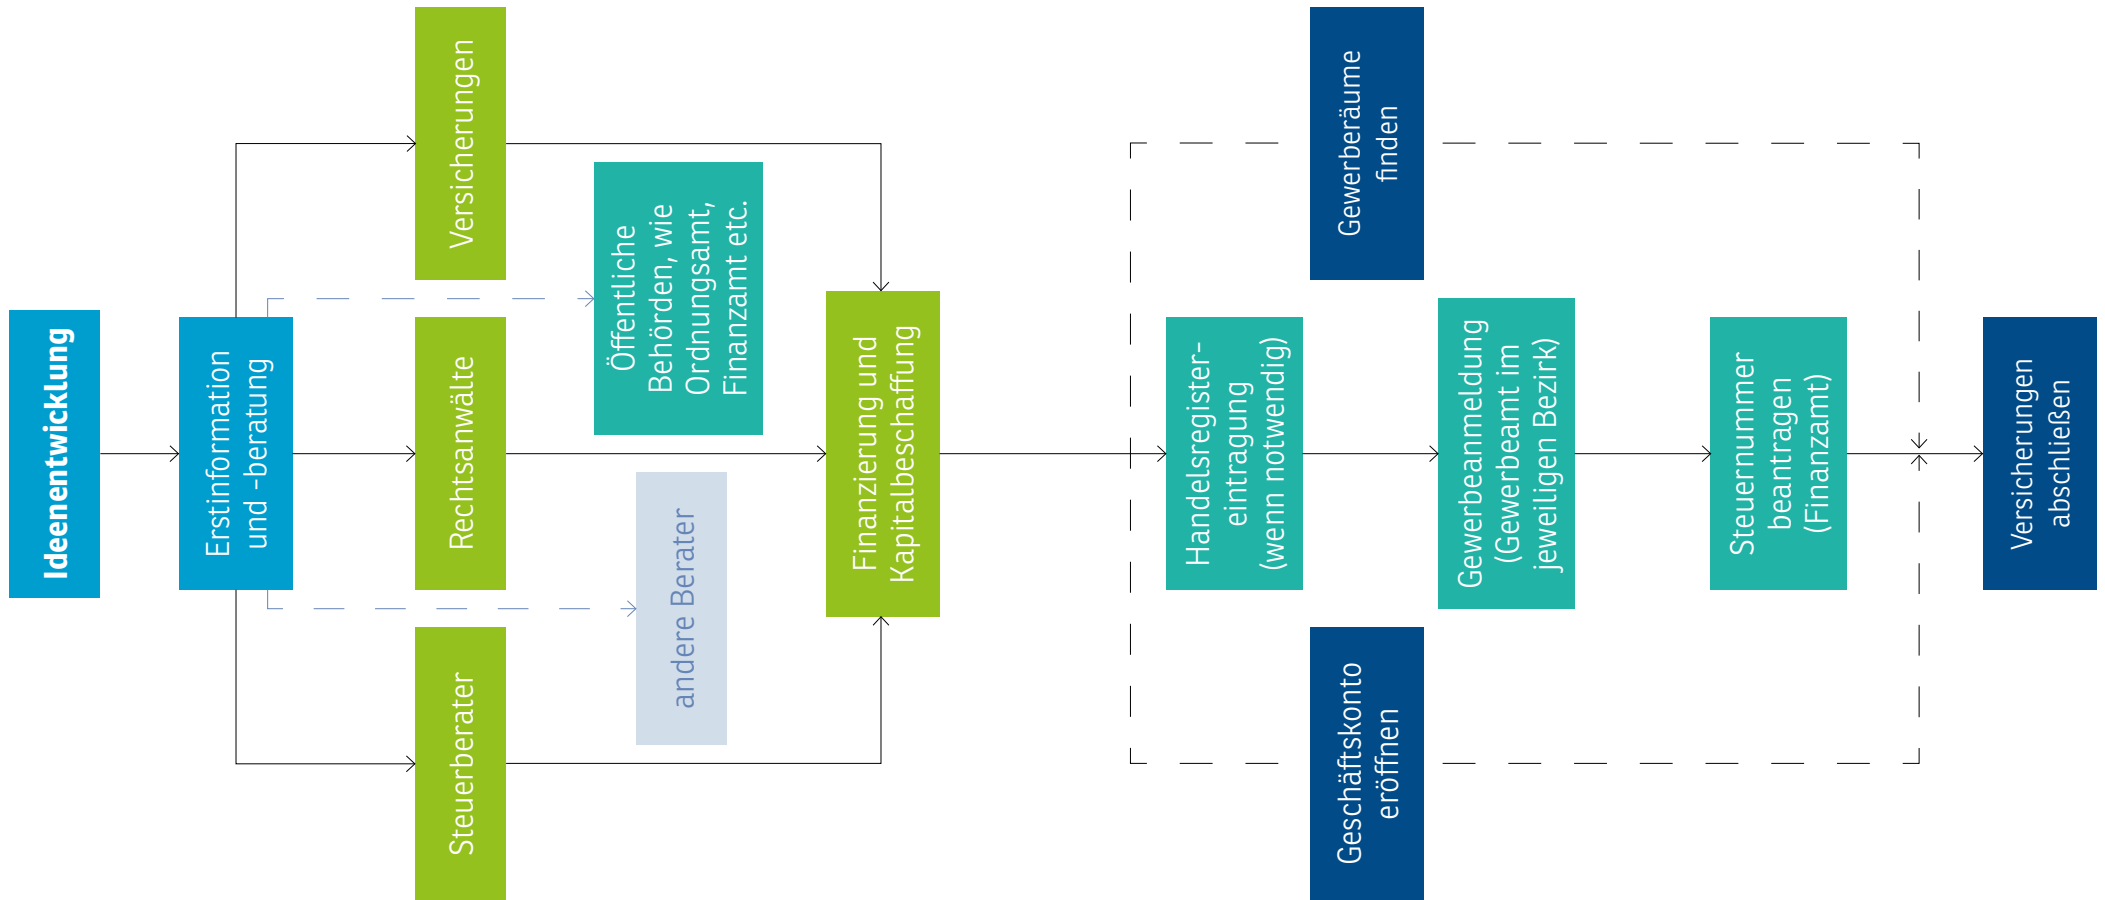 Ideenentwicklung
Erstinformation
und -beratung
Steuerberater
Rechtsanwälte
Versicherungen
andere Berater
Öffentliche
Behörden, wie
Ordnungsamt,
Finanzamt etc.
Finanzierung und
Kapitalbeschaffung
Handelsregister-
eintragung
(wenn notwendig)
Geschäftskonto
eröffnen
Gewerberäume
finden
Gewerbeanmeldung
(Gewerbeamt im
jeweiligen Bezirk)
Steuernummer
beantragen
(Finanzamt)
Versicherungen
abschließen